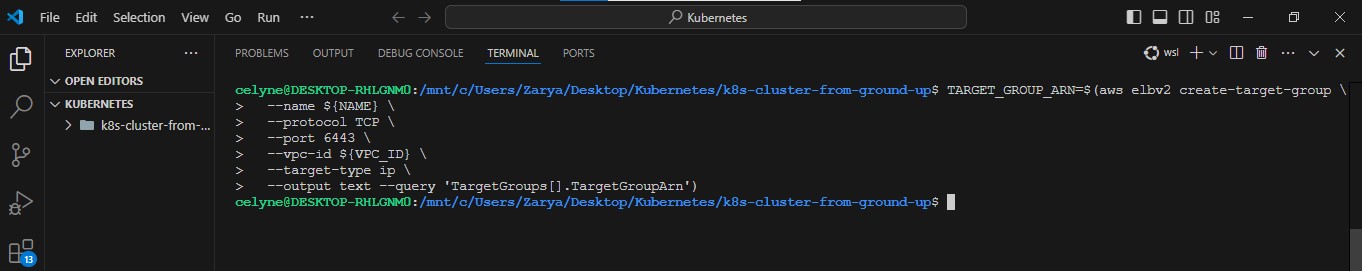 File Edit Selection View Go Run ··· Kubernetes
EXPLORER ···
PROBLEMS OUTPUT DEBUG CONSOLE TERMINAL PORTS wsl ···
OPEN EDITORS
KUBERNETES
k8s-cluster-from-...
celyne@DESKTOP-RHLGNM0:/mnt/c/Users/Zarya/Desktop/Kubernetes/k8s-cluster-from-ground-up$ TARGET_GROUP_ARN=$(aws elbv2 create-target-group \
> --name ${NAME} \
> --protocol TCP \
> --port 6443 \
> --vpc-id ${VPC_ID} \
> --target-type ip \
> --output text --query 'TargetGroups[].TargetGroupArn')
celyne@DESKTOP-RHLGNM0:/mnt/c/Users/Zarya/Desktop/Kubernetes/k8s-cluster-from-ground-up$
13